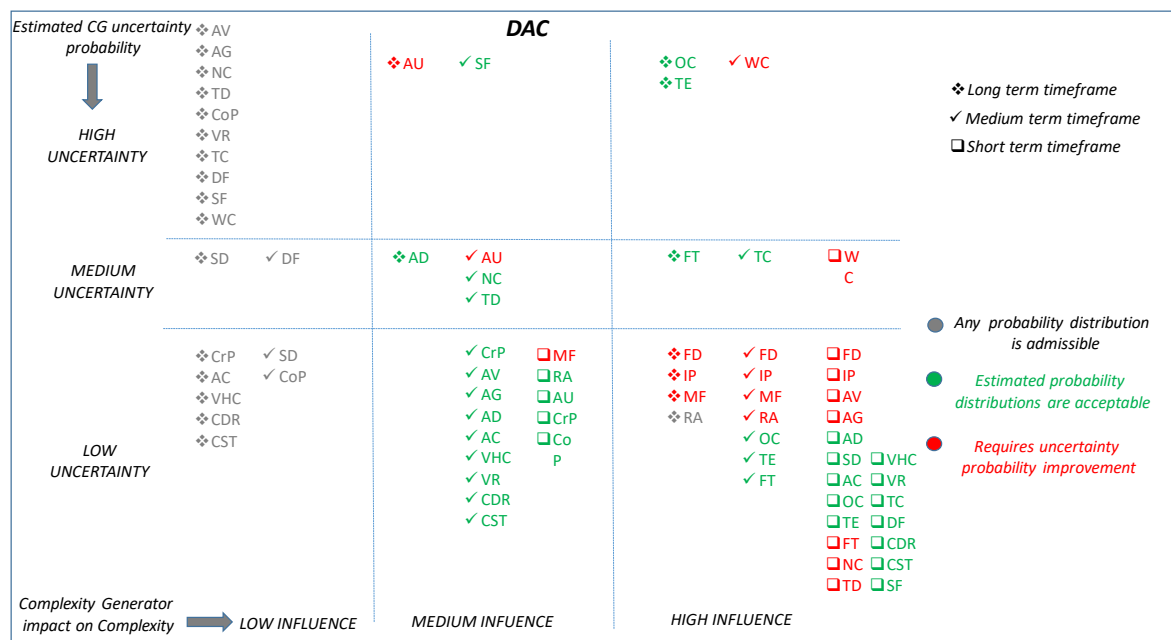 Estimated CG uncertainty
probability
DAC
HIGH
UNCERTAINTY
❖ AV
❖ AG
❖ NC
❖ TD
❖ CoP
❖ VR
❖ TC
❖ DF
❖ SF
❖ WC
❖ AU ✓ SF
❖ OC ✓ WC
❖ TE
❖ Long term timeframe
✓ Medium term timeframe
❑ Short term timeframe
MEDIUM
UNCERTAINTY
❖ SD ✓ DF
❖ AD ✓ AU
✓ NC
✓ TD
❖ FT ✓ TC ❑ W
C
LOW
UNCERTAINTY
❖ CrP ✓ SD
❖ AC ✓ CoP
❖ VHC
❖ CDR
❖ CST
✓ CrP ❑ MF
✓ AV ❑ RA
✓ AG ❑ AU
✓ AD ❑ CrP
✓ AC ❑ Co
✓ VHC P
✓ VR
✓ CDR
✓ CST
❖ FD ✓ FD ❑ FD
❖ IP ✓ IP ❑ IP
❖ MF ✓ MF ❑ AV
❖ RA ✓ RA ❑ AG
✓ OC ❑ AD
✓ TE ❑ SD ❑ VHC
✓ FT ❑ AC ❑ VR
❑ OC ❑ TC
❑ TE ❑ DF
❑ FT ❑ CDR
❑ NC ❑ CST
❑ TD ❑ SF
Any probability distribution
is admissible
Estimated probability
distributions are acceptable
Requires uncertainty
probability improvement
Complexity Generator
impact on Complexity
LOW INFLUENCE
MEDIUM INFUENCE
HIGH INFLUENCE